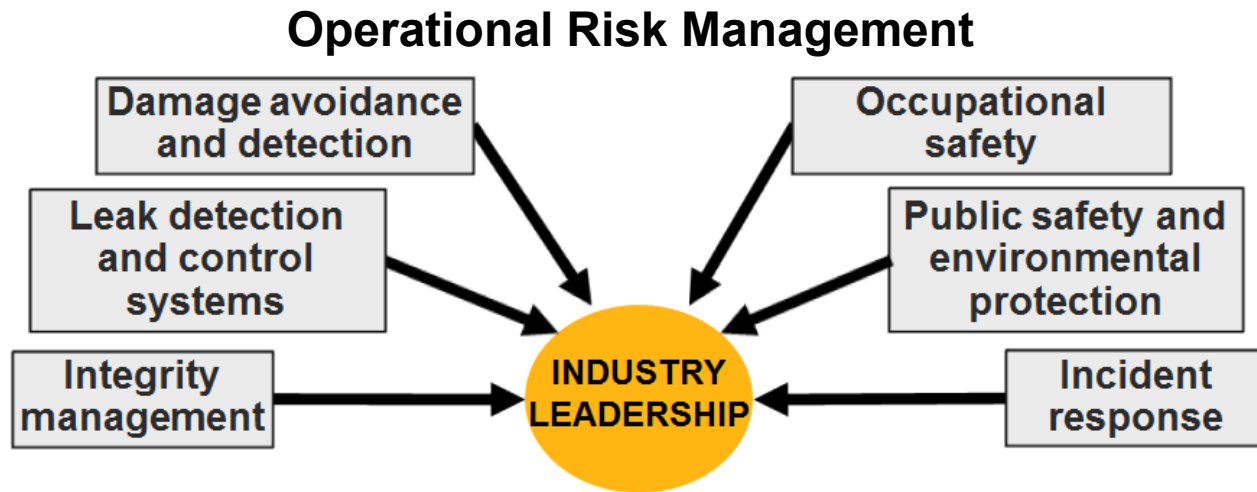 Operational Risk Management
Damage avoidance
and detection
Occupational
safety
Leak detection
and control
systems
Public safety and
environmental
protection
Integrity
management
INDUSTRY
LEADERSHIP
Incident
response